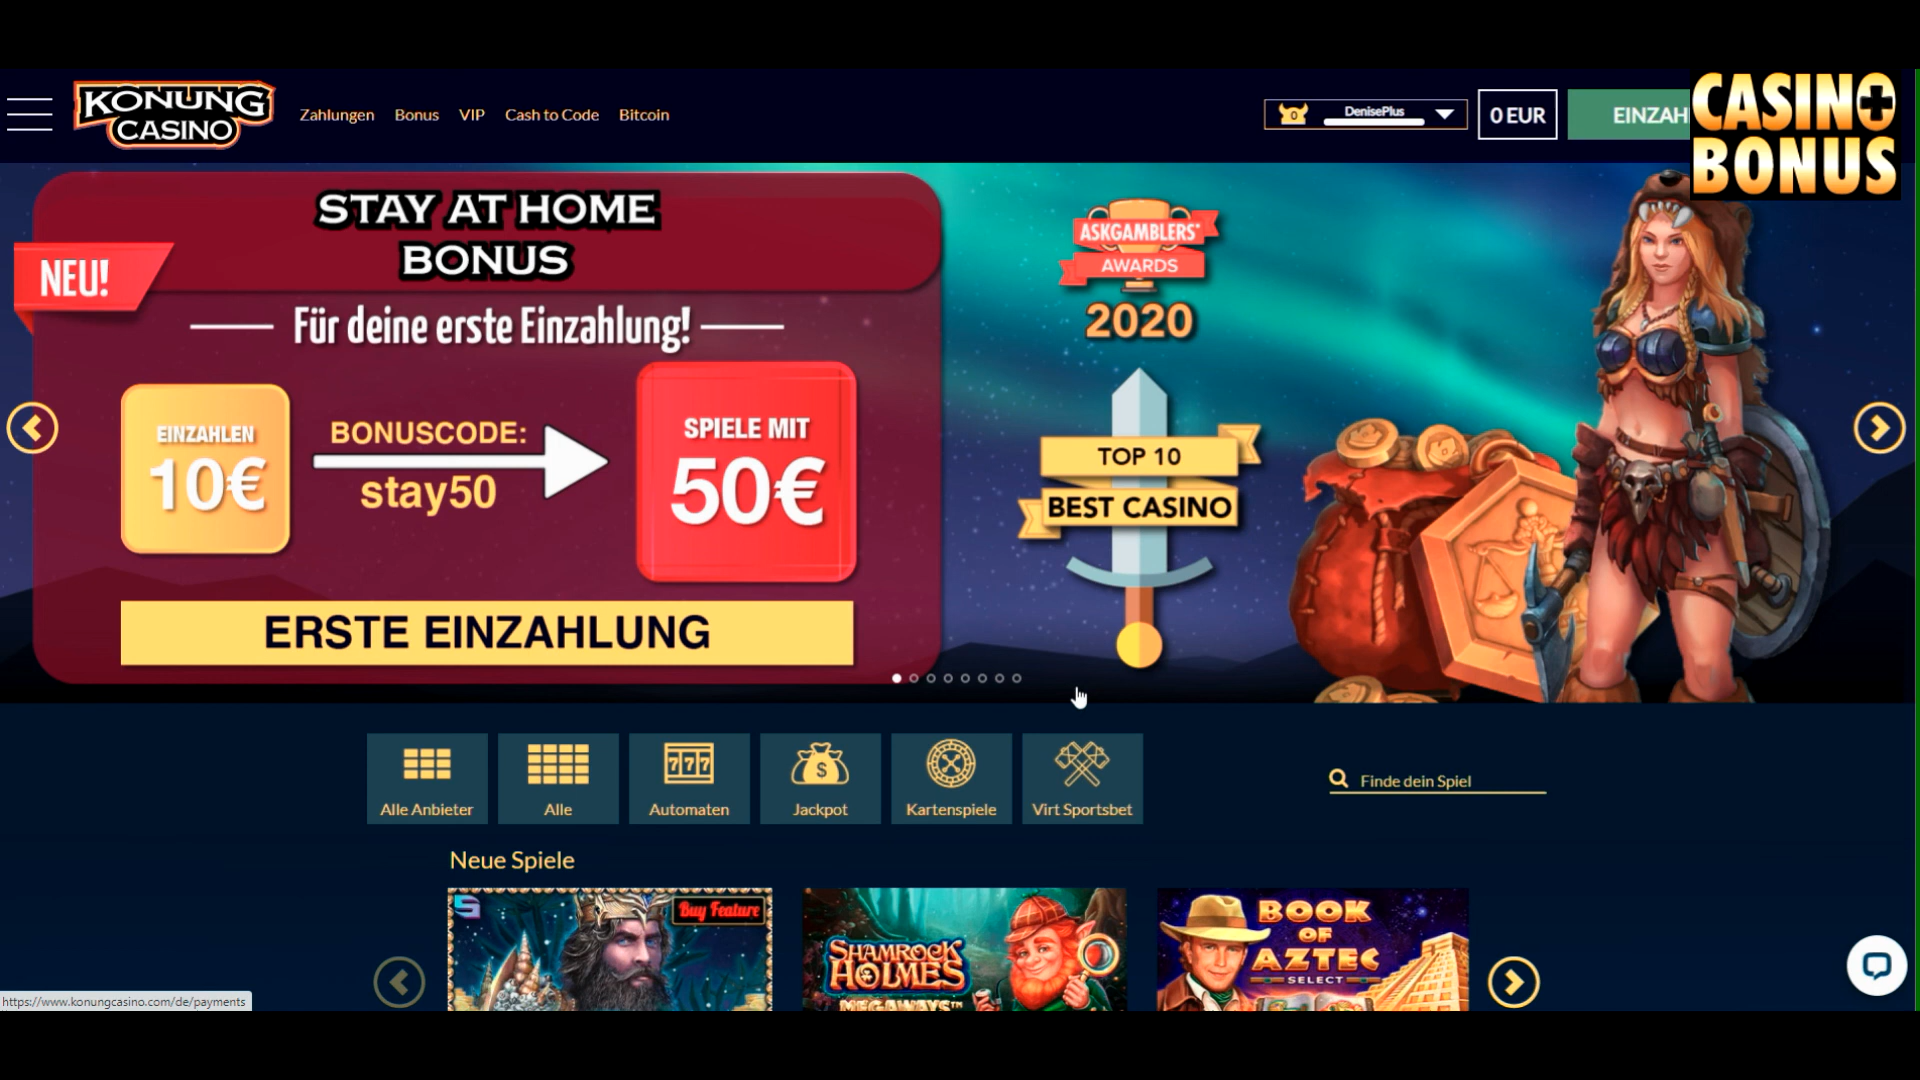 KONUNG
CASINO
Zahlungen
Bonus
VIP
Cash to Code
Bitcoin
0
DenisePlus
0 EUR
EINZAH
CASINO
BONUS
STAY AT HOME
BONUS
NEU!
Für deine erste Einzahlung!
EINZAHLEN
10€
BONUSCODE:
stay50
SPIELE MIT
50€
ERSTE EINZAHLUNG
ASKGAMBLERS
AWARDS
2020
TOP 10
BEST CASINO
Alle Anbieter
Alle
777
Automaten
$
Jackpot
Kartenspiele
Virt Sportsbet
Finde dein Spiel
Neue Spiele
S
Buy Feature
SHAMROCK
HOLMES
MEGAWAYS™
BOOK
OF
AZTEC
SELECT
https://www.konungcasino.com/de/payments